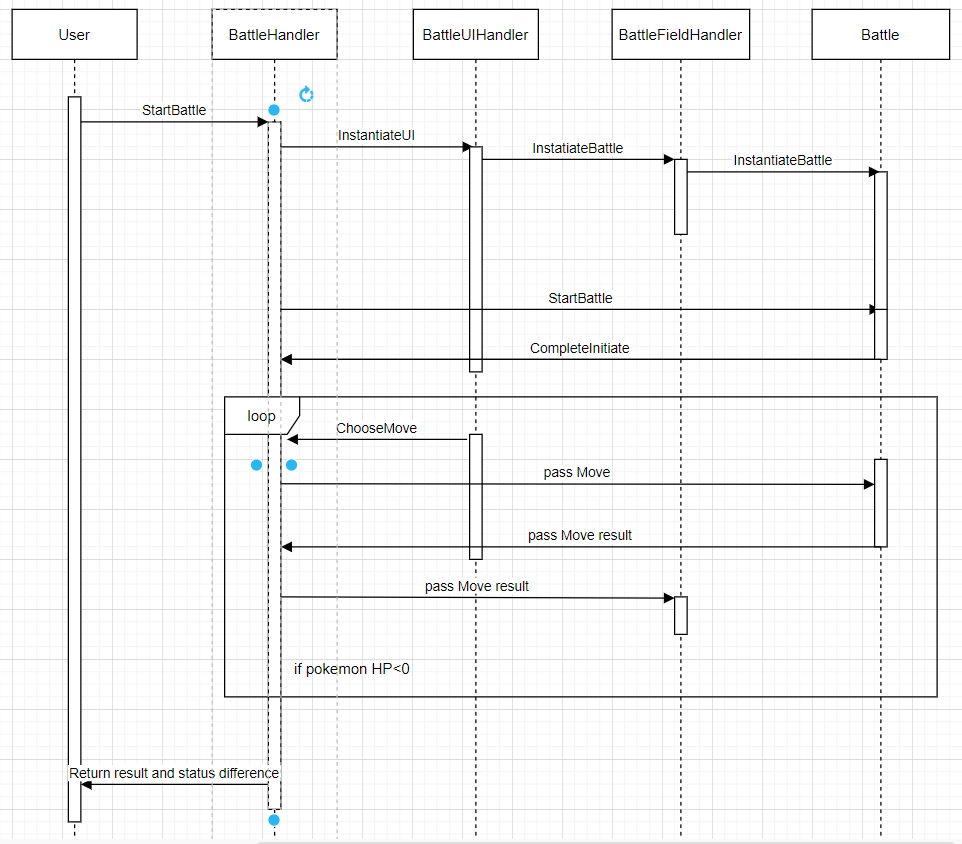 User
BattleHandler
BattleUIHandler
BattleFieldHandler
Battle
StartBattle
InstantiateUI
InstatiateBattle
InstantiateBattle
StartBattle
CompleteInitiate
loop
ChooseMove
pass Move
pass Move result
pass Move result
if pokemon HP<0
Return result and status difference